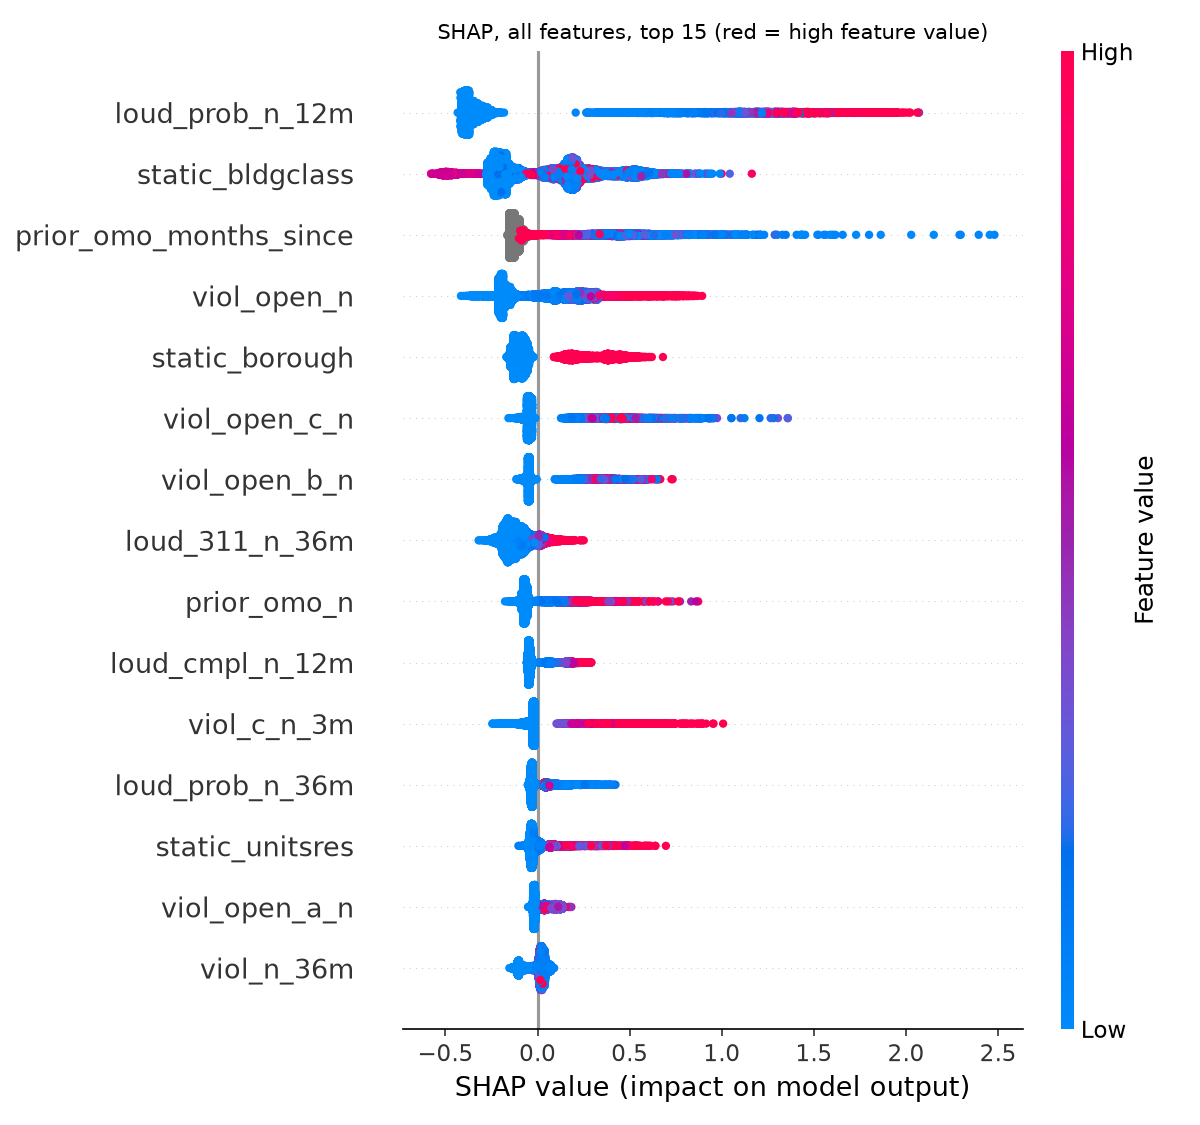 SHAP, all features, top 15 (red = high feature value)
High
loud_prob_n_12m
static_bldgclass
prior_omo_months_since
viol_open_n
static_borough
viol_open_c_n
viol_open_b_n
loud_311_n_36m
prior_omo_n
loud_cmpl_n_12m
viol_c_n_3m
loud_prob_n_36m
static_unitsres
viol_open_a_n
viol_n_36m
Feature value
Low
−0.5 0.0 0.5 1.0 1.5 2.0 2.5
SHAP value (impact on model output)